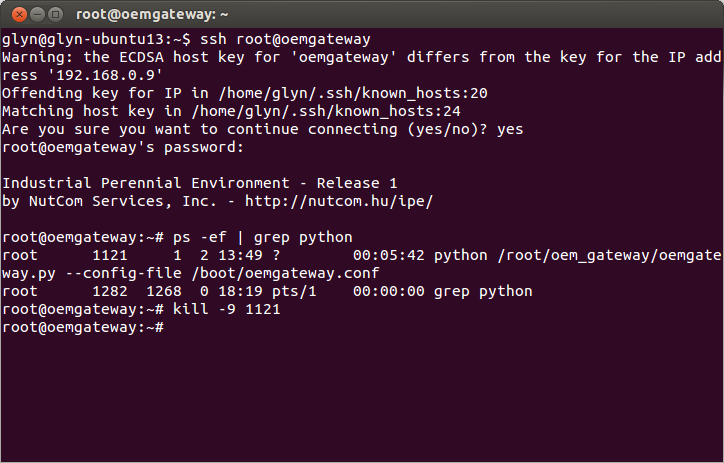 root@oemgateway: ~
glyn@glyn-ubuntu13:~$ ssh root@oemgateway
Warning: the ECDSA host key for 'oemgateway' differs from the key for the IP add
ress '192.168.0.9'
Offending key for IP in /home/glyn/.ssh/known_hosts:20
Matching host key in /home/glyn/.ssh/known_hosts:24
Are you sure you want to continue connecting (yes/no)? yes
root@oemgateway's password:
Industrial Perennial Environment - Release 1
by NutCom Services, Inc. - http://nutcom.hu/ipe/
root@oemgateway:~# ps -ef | grep python
root      1121     1  2 13:49 ?        00:05:42 python /root/oem_gateway/oemgate
way.py --config-file /boot/oemgateway.conf
root      1282  1268  0 18:19 pts/1    00:00:00 grep python
root@oemgateway:~# kill -9 1121
root@oemgateway:~#